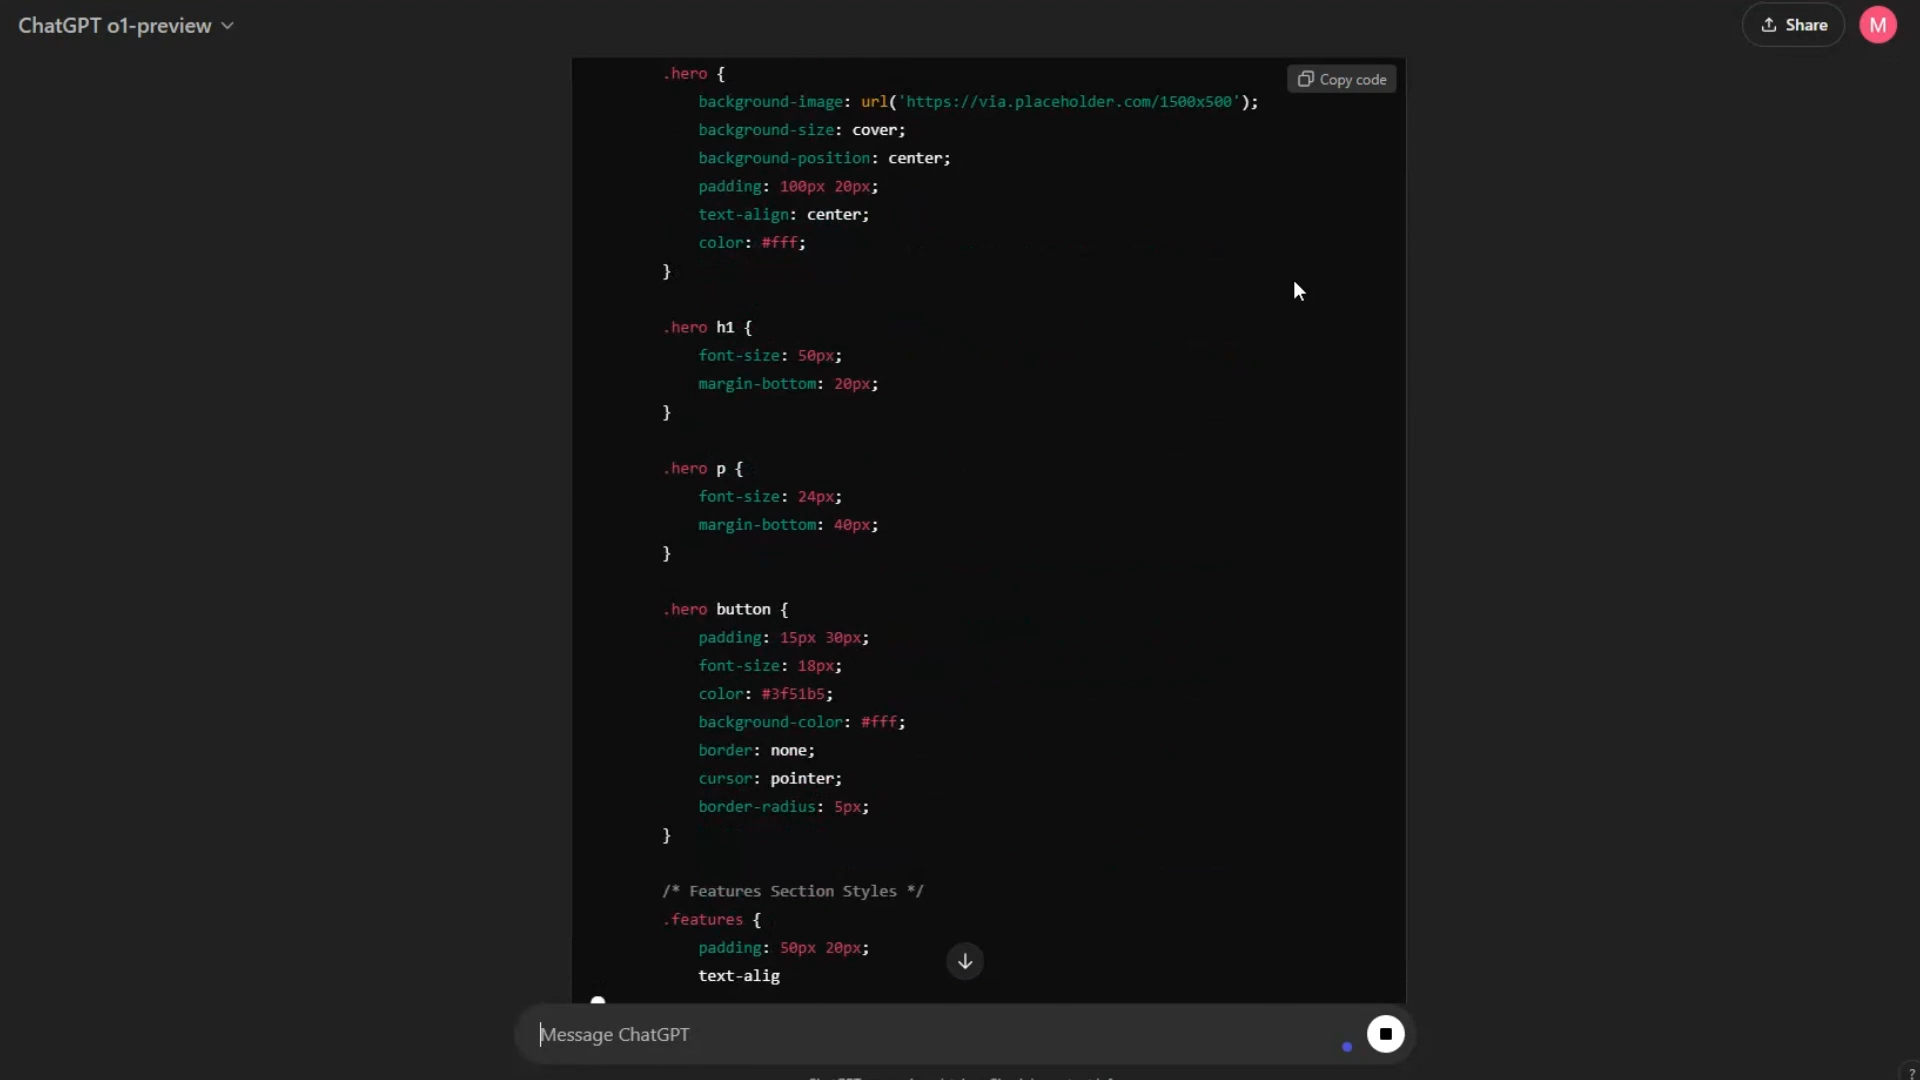 ChatGPT o1-preview
Share
M
Copy code
.hero {
background-image: url('https://via.placeholder.com/1500x500');
background-size: cover;
background-position: center;
padding: 100px 20px;
text-align: center;
color: #fff;
}
.hero h1 {
font-size: 50px;
margin-bottom: 20px;
}
.hero p {
font-size: 24px;
margin-bottom: 40px;
}
.hero button {
padding: 15px 30px;
font-size: 18px;
color: #3f51b5;
background-color: #fff;
border: none;
cursor: pointer;
border-radius: 5px;
}
/* Features Section Styles */
.features {
padding: 50px 20px;
text-alig
Message ChatGPT
?